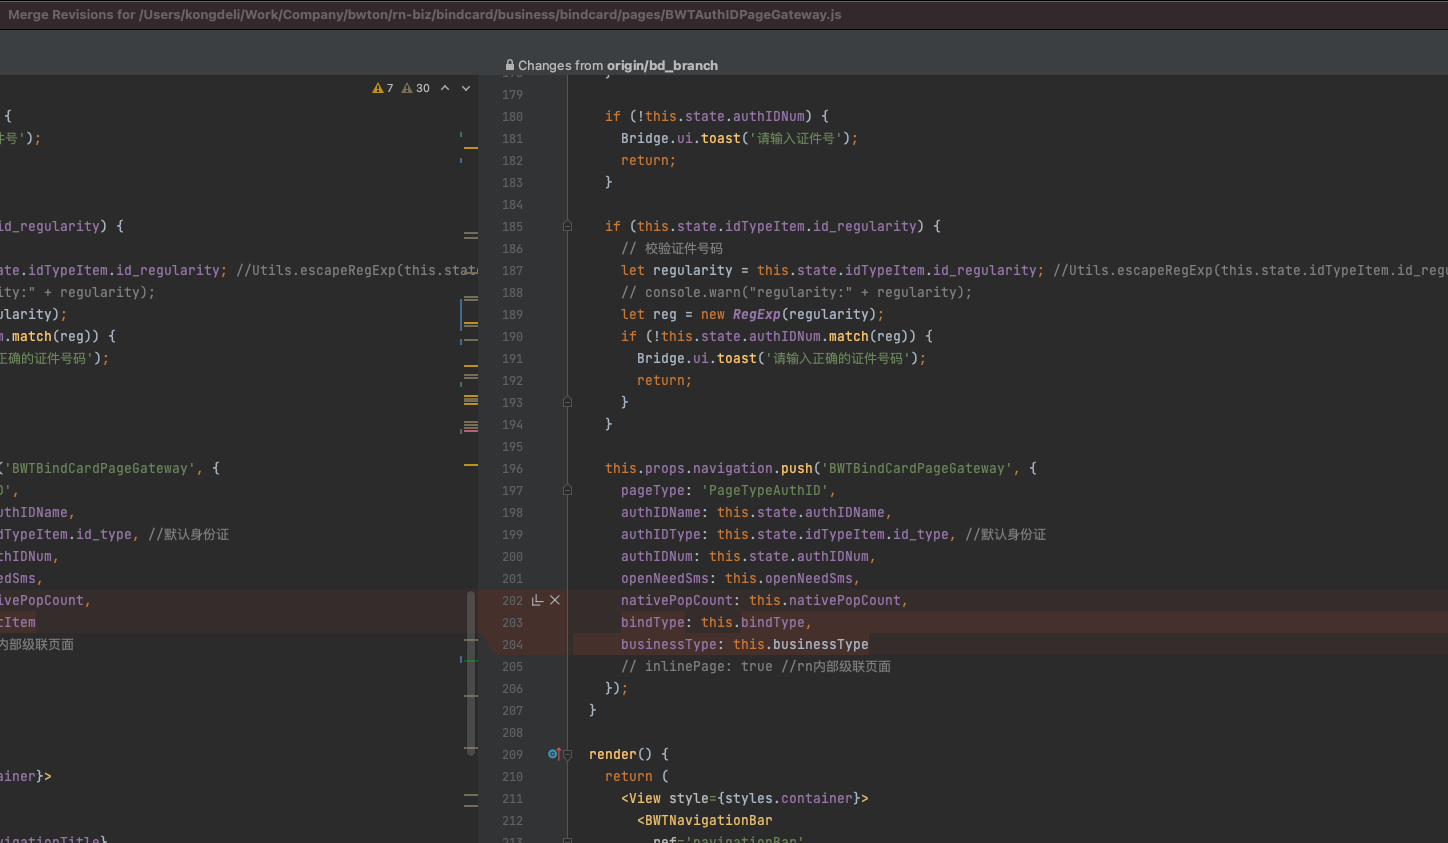 Merge Revisions for /Users/kongdeli/Work/Company/bwton/rn-biz/bindcard/business/bindcard/pages/BWTAuthIDPageGateway.js
Changes from origin/bd_branch
7 30
{
件号');
id_regularity) {
ate.idTypeItem.id_regularity; //Utils.escapeRegExp(this.stat
ity:" + regularity);
ularity);
m.match(reg)) {
正确的证件号码');
('BWTBindCardPageGateway', {
D',
uthIDName,
dTypeItem.id_type, //默认身份证
thIDNum,
edSms,
ivePopCount,
tItem
内部级联页面
ainer}>
vigationTitle}
179
180 if (!this.state.authIDNum) {
181 Bridge.ui.toast('请输入证件号');
182 return;
183 }
184
185 if (this.state.idTypeItem.id_regularity) {
186 // 校验证件号码
187 let regularity = this.state.idTypeItem.id_regularity; //Utils.escapeRegExp(this.state.idTypeItem.id_regu
188 // console.warn("regularity:" + regularity);
189 let reg = new RegExp(regularity);
190 if (!this.state.authIDNum.match(reg)) {
191 Bridge.ui.toast('请输入正确的证件号码');
192 return;
193 }
194 }
195
196 this.props.navigation.push('BWTBindCardPageGateway', {
197 pageType: 'PageTypeAuthID',
198 authIDName: this.state.authIDName,
199 authIDType: this.state.idTypeItem.id_type, //默认身份证
200 authIDNum: this.state.authIDNum,
201 openNeedSms: this.openNeedSms,
202 nativePopCount: this.nativePopCount,
203 bindType: this.bindType,
204 businessType: this.businessType
205 // inlinePage: true //rn内部级联页面
206 });
207 }
208
209 render() {
210 return (
211 <View style={styles.container}>
212 <BWTNavigationBar
213 ref='navigationBar'